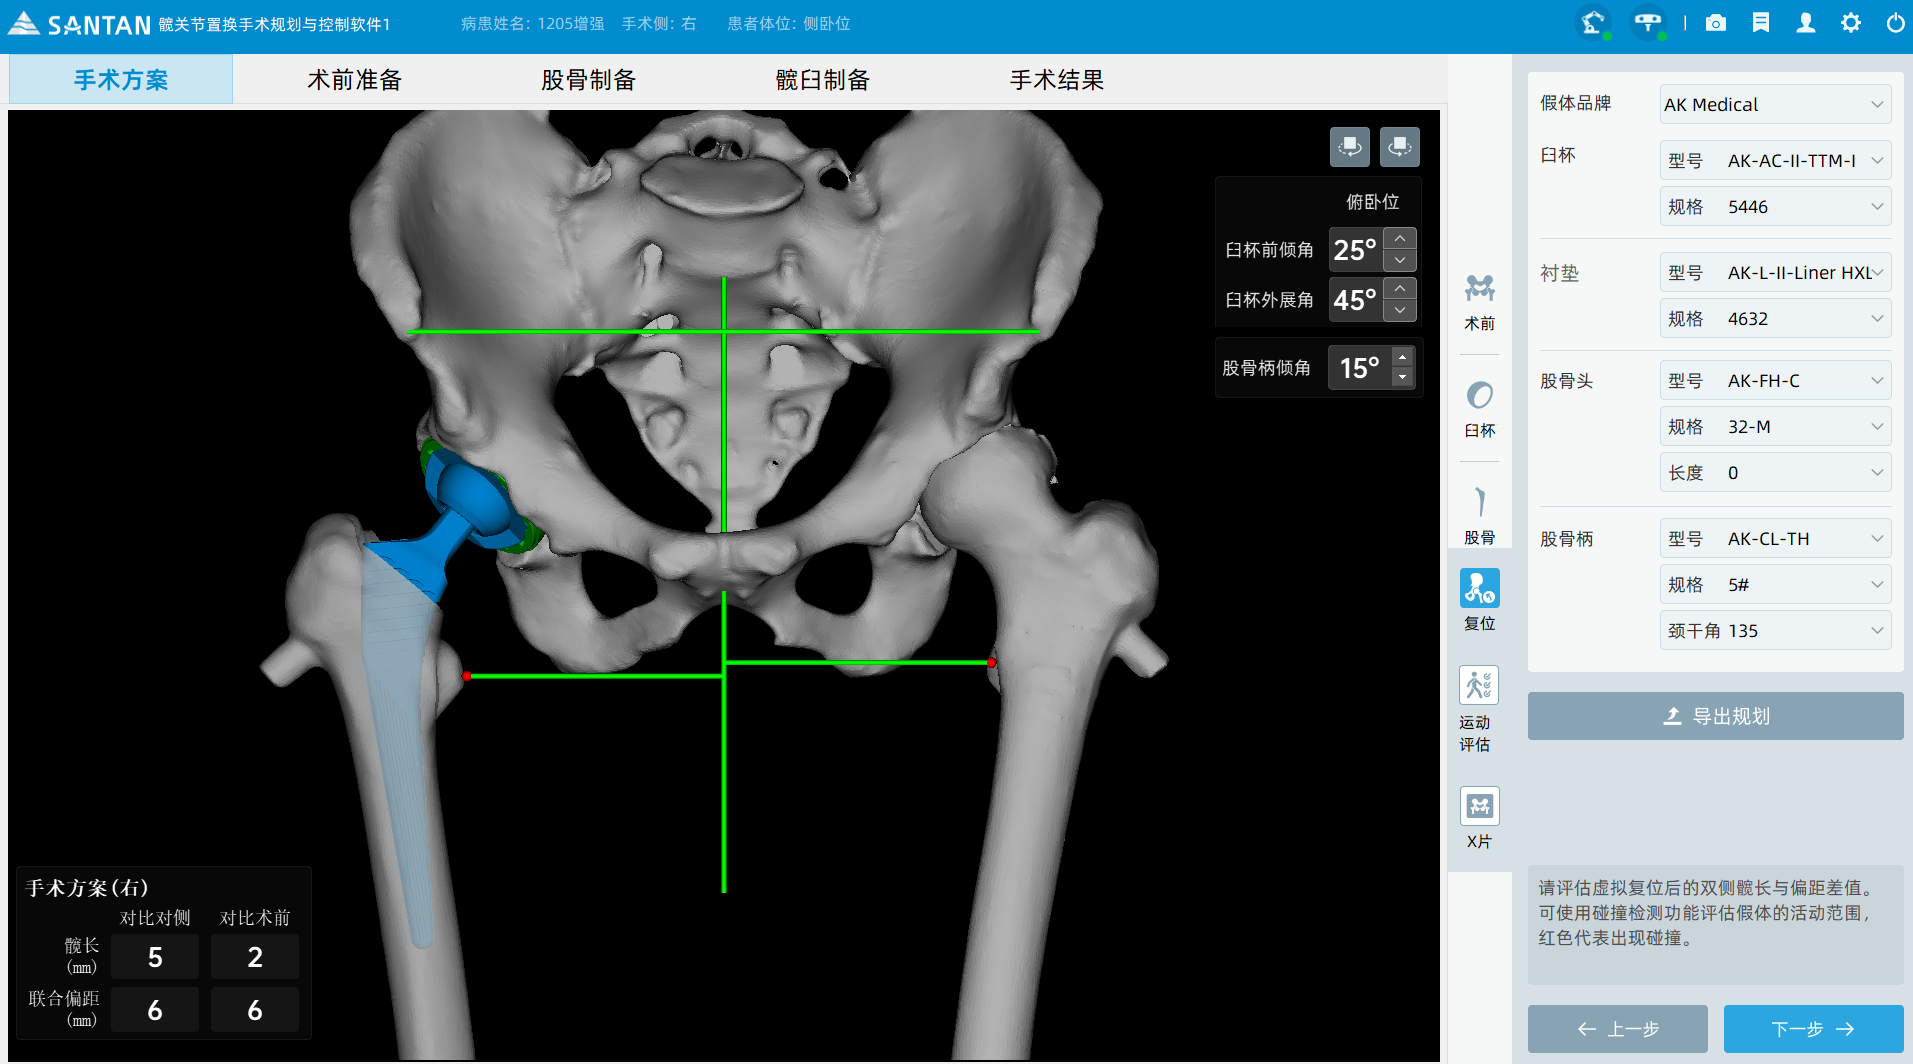 SANTAN 髋关节置换手术规划与控制软件1 病患姓名：1205增强 手术侧：右 患者体位：侧卧位
手术方案 术前准备 股骨制备 髋臼制备 手术结果
俯卧位
臼杯前倾角 25°
臼杯外展角 45°
股骨柄倾角 15°
手术方案(右)
对比对侧 对比术前
髋长(mm) 5 2
联合偏距(mm) 6 6
术前
臼杯
股骨
复位
运动
评估
X片
假体品牌 AK Medical
臼杯 型号 AK-AC-II-TTM-I
规格 5446
衬垫 型号 AK-L-II-Liner HXL
规格 4632
股骨头 型号 AK-FH-C
规格 32-M
长度 0
股骨柄 型号 AK-CL-TH
规格 5#
颈干角 135
导出规划
请评估虚拟复位后的双侧髋长与偏距差值。
可使用碰撞检测功能评估假体的活动范围，
红色代表出现碰撞。
上一步 下一步